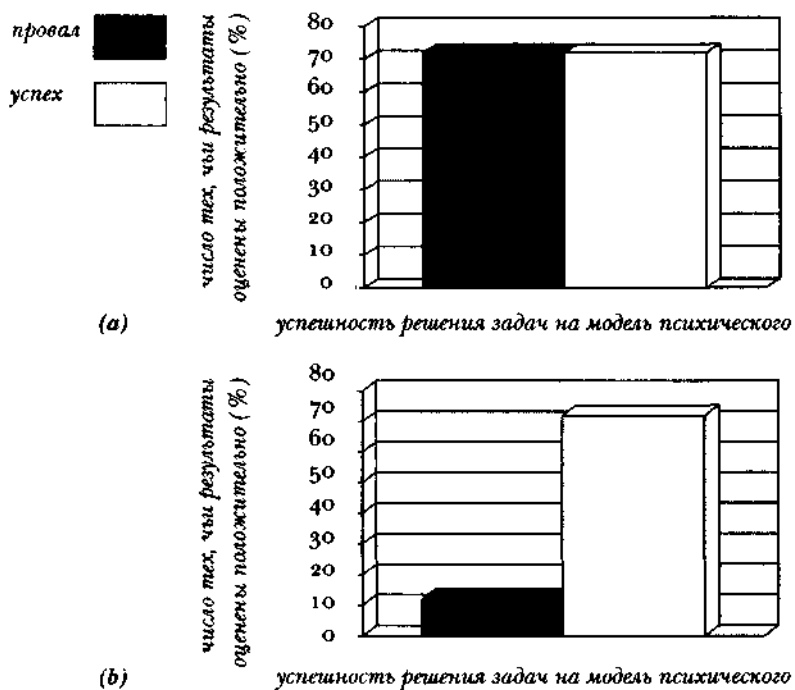 провал
успех
число тех, чьи результаты
оценены положительно (%)
80
70
60
50
40
30
20
10
0
(a)
успешность решения задач на модель психического
число тех, чьи результаты
оценены положительно (%)
80
70
60
50
40
30
20
10
0
(b)
успешность решения задач на модель психического